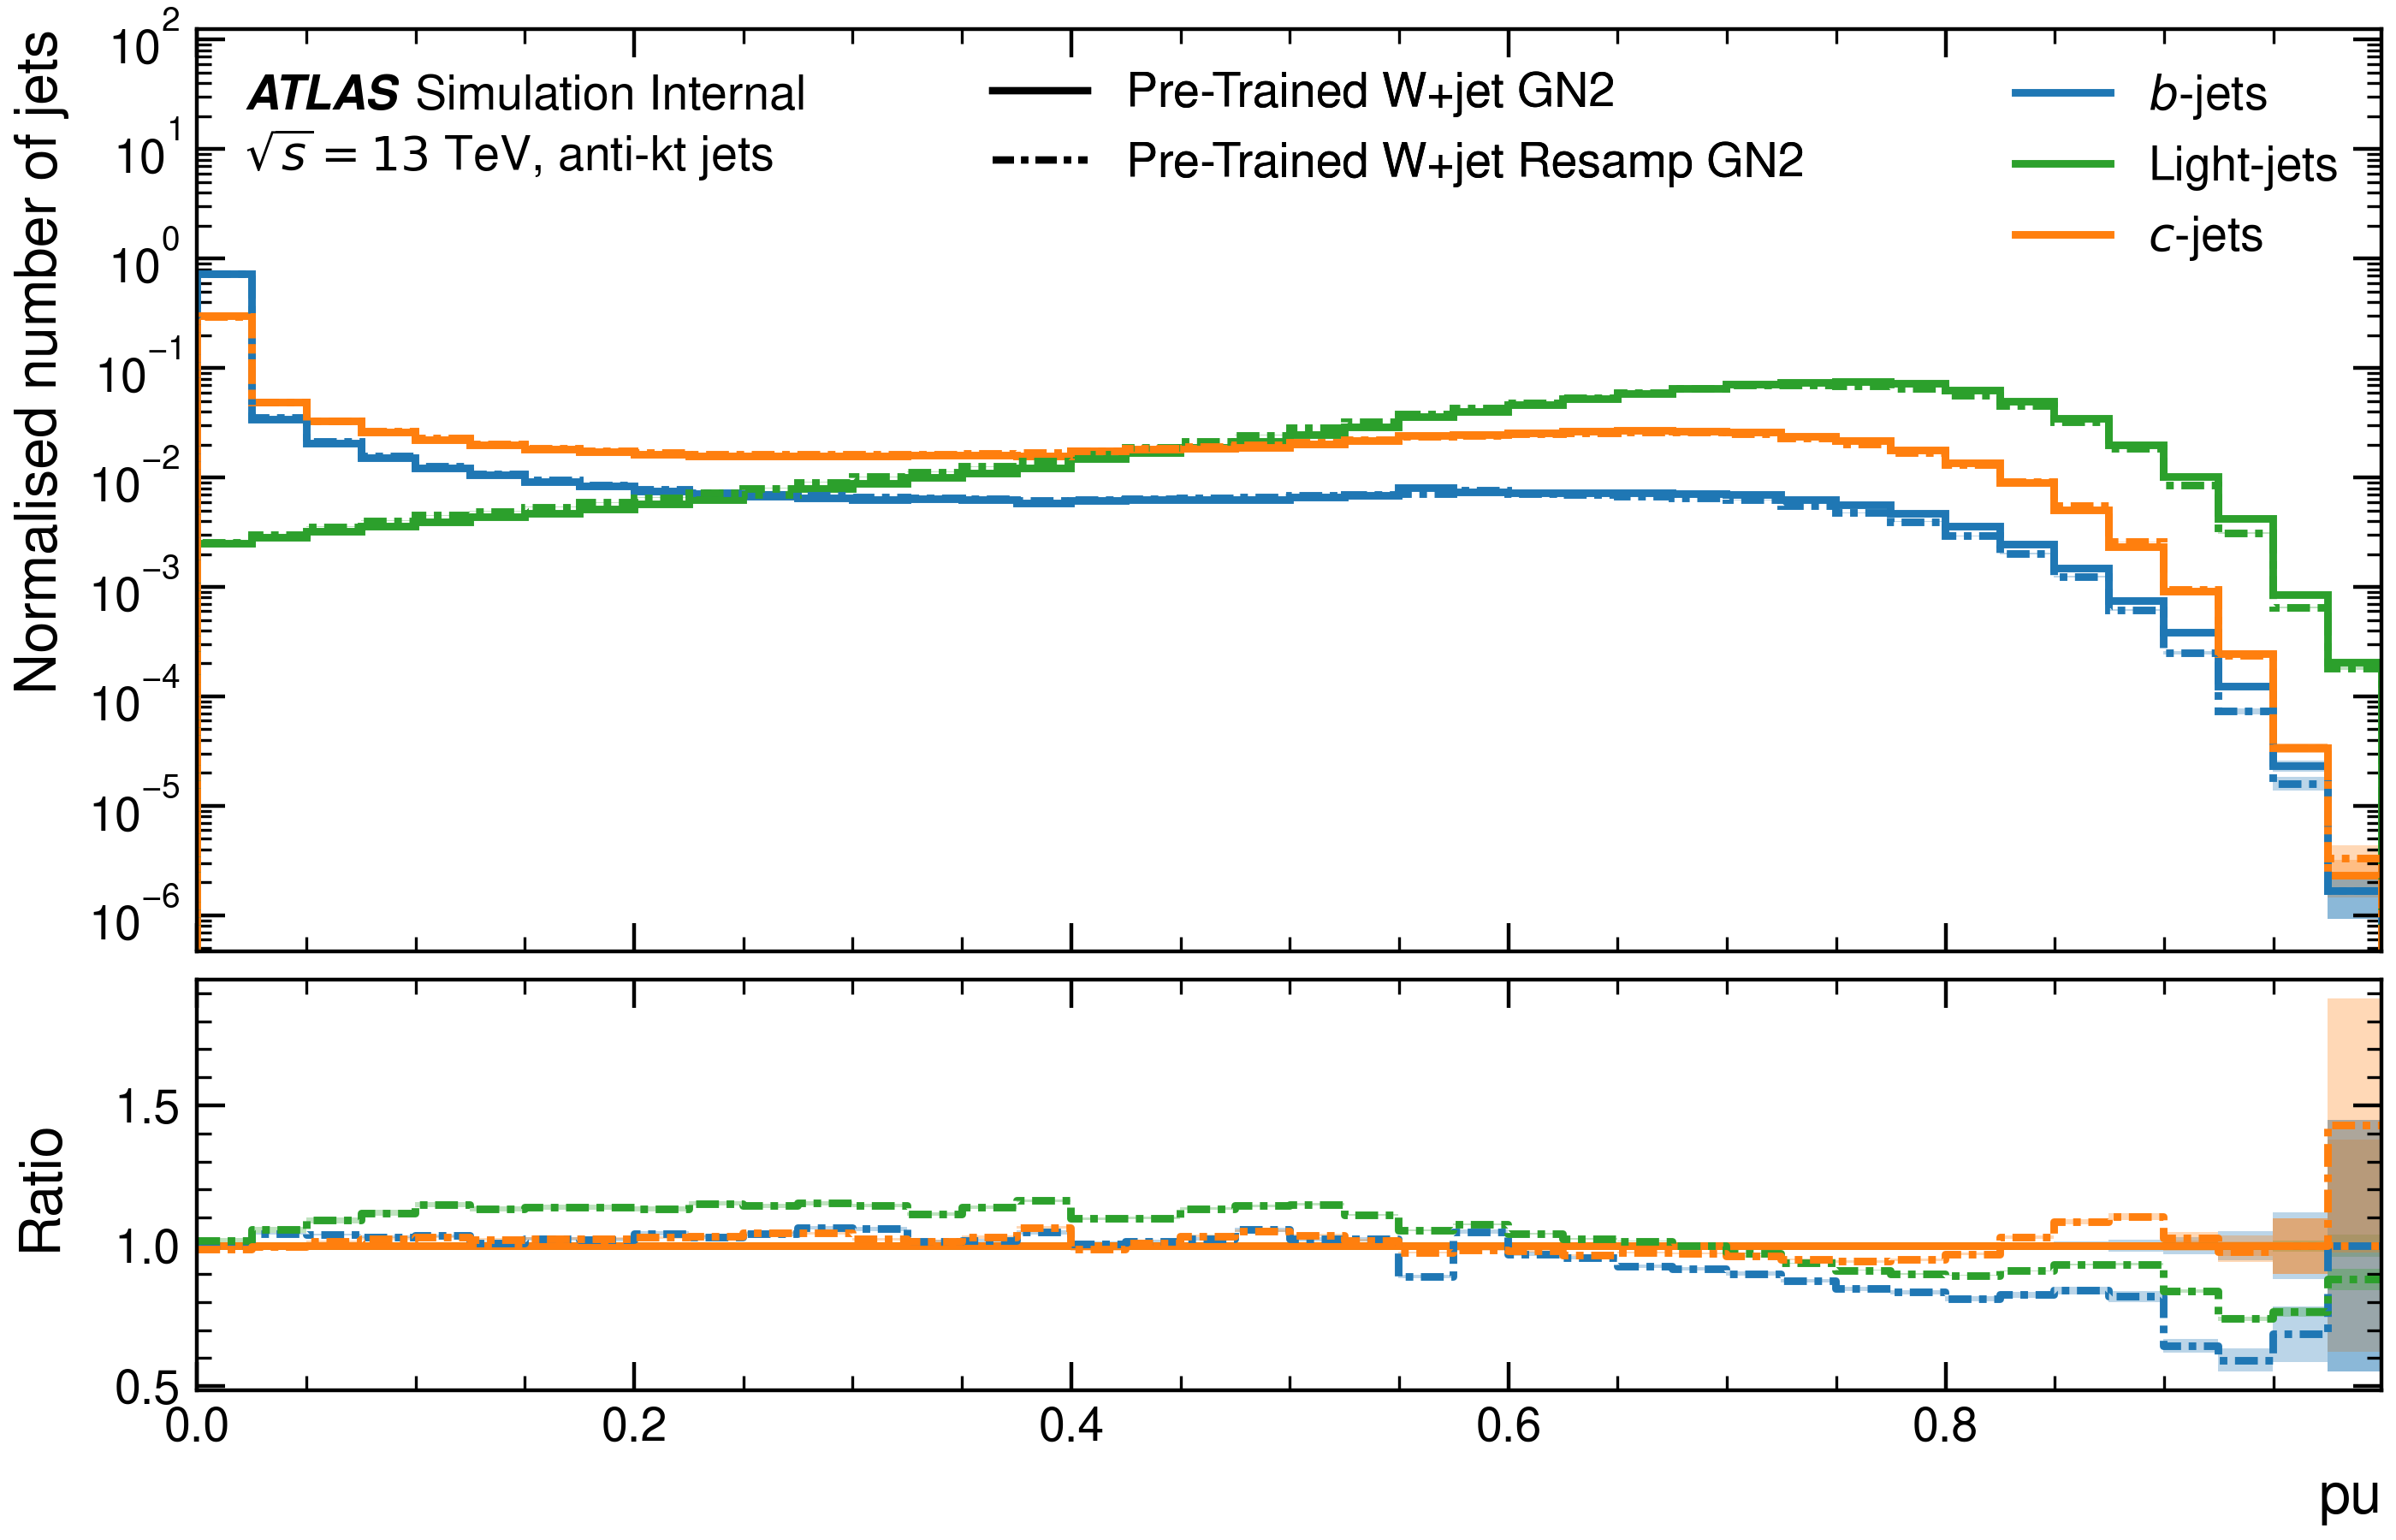 ATLAS Simulation Internal
√s = 13 TeV, anti-kt jets
Pre-Trained W+jet GN2
Pre-Trained W+jet Resamp GN2
b-jets
Light-jets
c-jets
Normalised number of jets
10^2
10^1
10^0
10^−1
10^−2
10^−3
10^−4
10^−5
10^−6
Ratio
1.5
1.0
0.5
0.0 0.2 0.4 0.6 0.8
pu